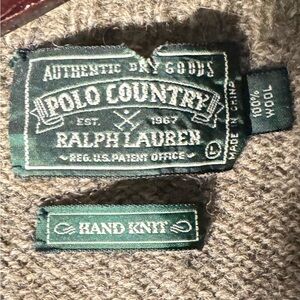 AUTHENTIC DRY GOODS
POLO COUNTRY
EST. 1967
RALPH LAUREN
REG. U.S. PATENT OFFICE
L
MADE IN CHINA
100%
WOOL
HAND KNIT